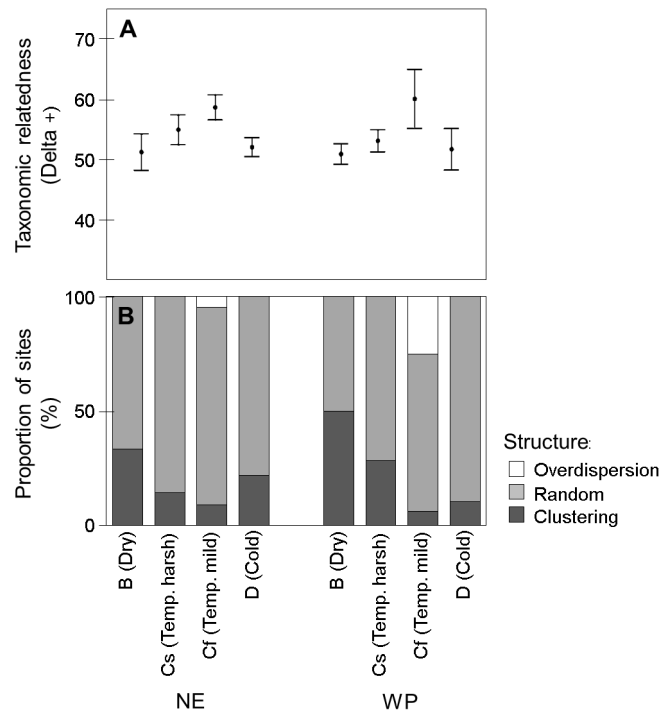 A
Taxonomic relatedness
(Delta +)
70
60
50
40
B
Proportion of sites
(%)
100
50
0
Structure:
Overdispersion
Random
Clustering
B (Dry)
Cs (Temp. harsh)
Cf (Temp. mild)
D (Cold)
B (Dry)
Cs (Temp. harsh)
Cf (Temp. mild)
D (Cold)
NE
WP